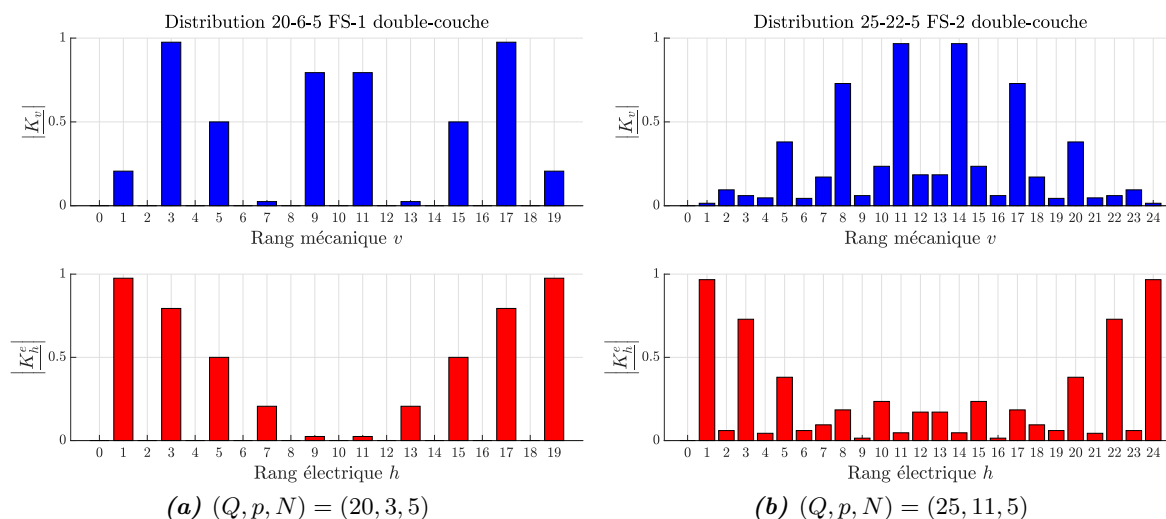 Distribution 20-6-5 FS-1 double-couche
1
0.5
0
|K_v|
0 1 2 3 4 5 6 7 8 9 10 11 12 13 14 15 16 17 18 19
Rang mécanique v
Distribution 25-22-5 FS-2 double-couche
1
0.5
0
|K_v|
0 1 2 3 4 5 6 7 8 9 10 11 12 13 14 15 16 17 18 19 20 21 22 23 24
Rang mécanique v
1
0.5
0
|K_h^e|
0 1 2 3 4 5 6 7 8 9 10 11 12 13 14 15 16 17 18 19
Rang électrique h
1
0.5
0
|K_h^e|
0 1 2 3 4 5 6 7 8 9 10 11 12 13 14 15 16 17 18 19 20 21 22 23 24
Rang électrique h
(a) (Q, p, N) = (20, 3, 5)
(b) (Q, p, N) = (25, 11, 5)